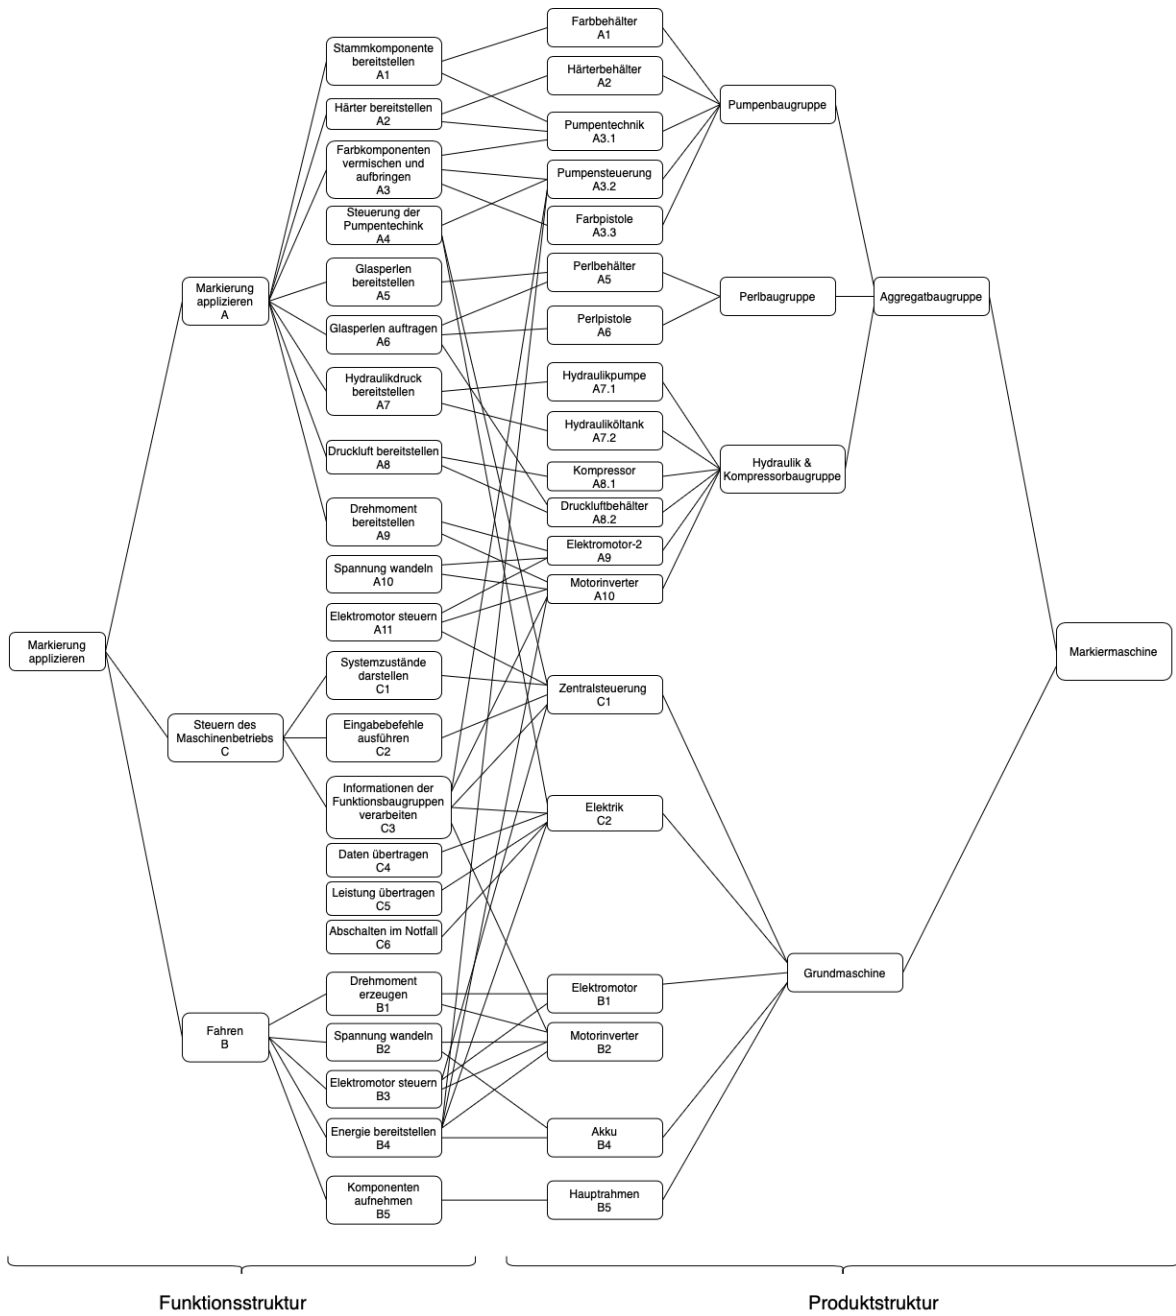 Farbbehälter
A1
Stammkomponente
bereitstellen
A1
Härterbehälter
A2
Pumpenbaugruppe
Härter bereitstellen
A2
Pumpentechnik
A3.1
Farbkomponenten
vermischen und
aufbringen
A3
Pumpensteuerung
A3.2
Steuerung der
Pumpentechink
A4
Farbpistole
A3.3
Markierung
applizieren
A
Glasperlen
bereitstellen
A5
Perlbehälter
A5
Perlbaugruppe
Aggregatbaugruppe
Glasperlen auftragen
A6
Perlpistole
A6
Hydraulikdruck
bereitstellen
A7
Hydraulikpumpe
A7.1
Hydrauliköltank
A7.2
Druckluft bereitstellen
A8
Kompressor
A8.1
Hydraulik &
Kompressorbaugruppe
Drehmoment
bereitstellen
A9
Druckluftbehälter
A8.2
Elektromotor-2
A9
Spannung wandeln
A10
Motorinverter
A10
Elektromotor steuern
A11
Markierung
applizieren
Markiermaschine
Systemzustände
darstellen
C1
Zentralsteuerung
C1
Steuern des
Maschinenbetriebs
C
Eingabebefehle
ausführen
C2
Informationen der
Funktionsbaugruppen
verarbeiten
C3
Elektrik
C2
Daten übertragen
C4
Leistung übertragen
C5
Abschalten im Notfall
C6
Grundmaschine
Drehmoment
erzeugen
B1
Elektromotor
B1
Fahren
B
Spannung wandeln
B2
Motorinverter
B2
Elektromotor steuern
B3
Energie bereitstellen
B4
Akku
B4
Komponenten
aufnehmen
B5
Hauptrahmen
B5
Funktionsstruktur
Produktstruktur